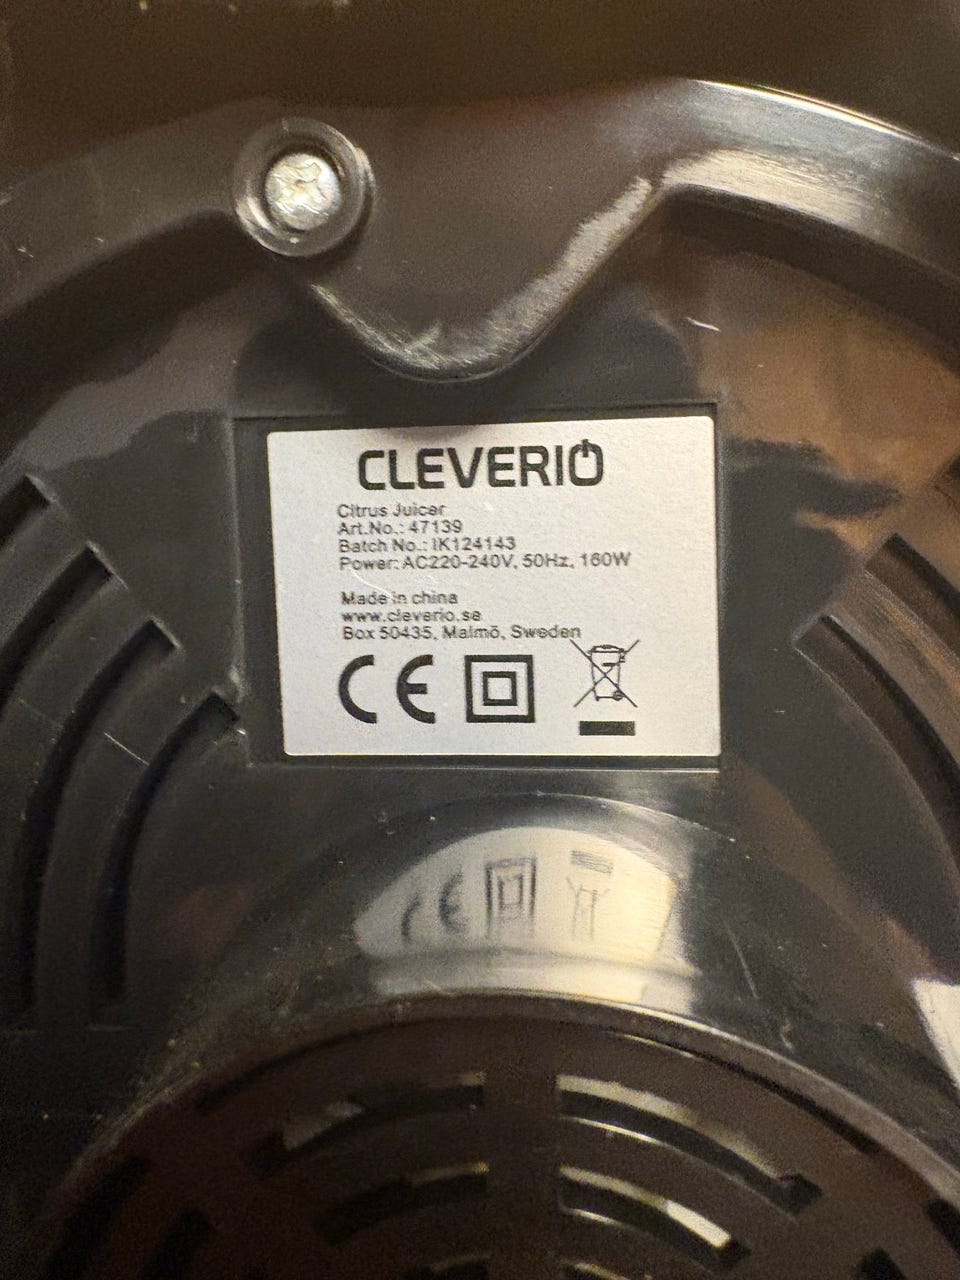 CLEVERIO
Citrus Juicer
Art.No.: 47139
Batch No.: IK124143
Power: AC220-240V, 50Hz, 160W
Made in china
www.cleverio.se
Box 50435, Malmö, Sweden
CE